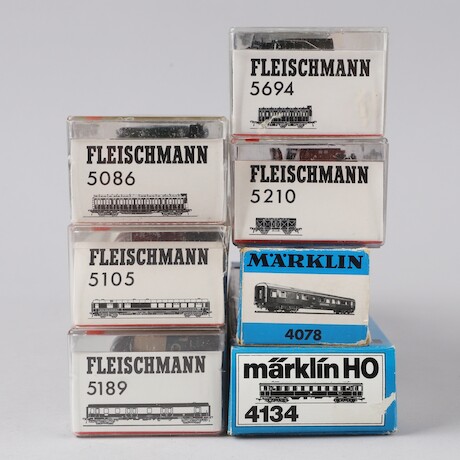 FLEISCHMANN
5694
FLEISCHMANN
5086
FLEISCHMANN
5210
FLEISCHMANN
5105
MÄRKLIN
4078
FLEISCHMANN
5189
märklin HO
4134